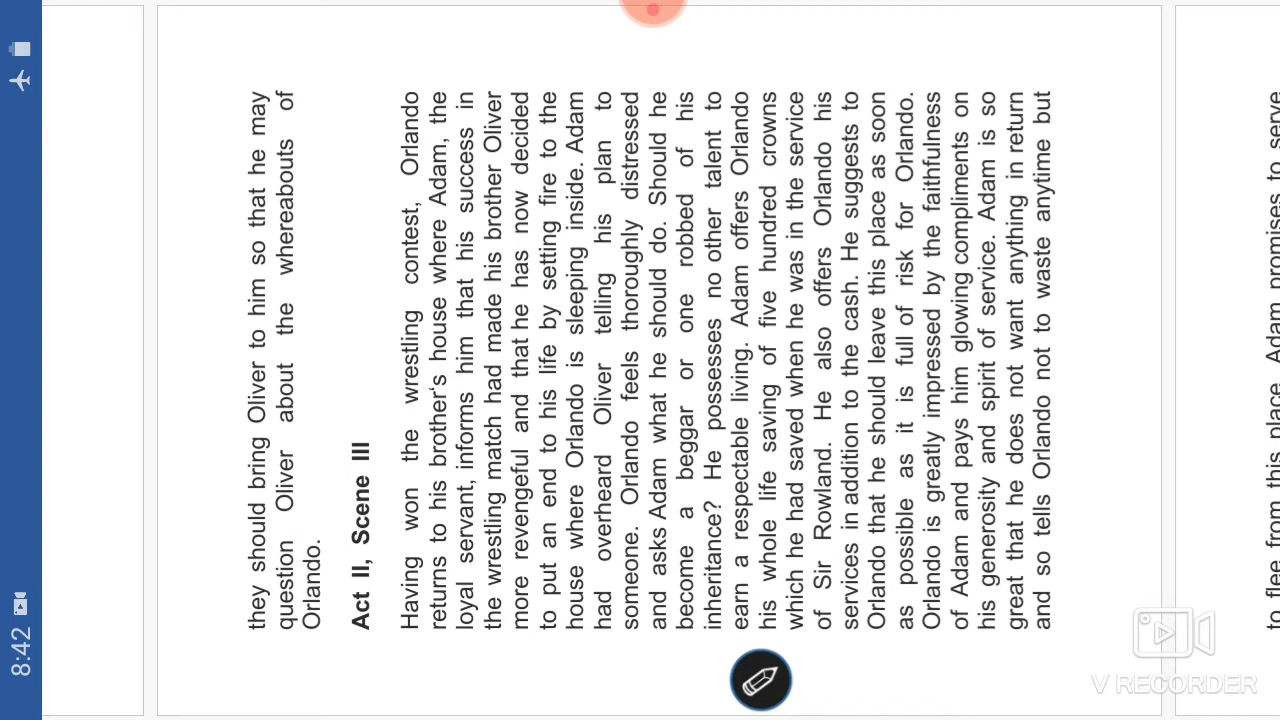 8:42
they should bring Oliver to him so that he may
question Oliver about the whereabouts of
Orlando.
Act II, Scene III
Having won the wrestling contest, Orlando
returns to his brother's house where Adam, the
loyal servant, informs him that his success in
the wrestling match had made his brother Oliver
more revengeful and that he has now decided
to put an end to his life by setting fire to the
house where Orlando is sleeping inside. Adam
had overheard Oliver telling his plan to
someone. Orlando feels thoroughly distressed
and asks Adam what he should do. Should he
become a beggar or one robbed of his
inheritance? He possesses no other talent to
earn a respectable living. Adam offers Orlando
his whole life saving of five hundred crowns
which he had saved when he was in the service
of Sir Rowland. He also offers Orlando his
services in addition to the cash. He suggests to
Orlando that he should leave this place as soon
as possible as it is full of risk for Orlando.
Orlando is greatly impressed by the faithfulness
of Adam and pays him glowing compliments on
his generosity and spirit of service. Adam is so
great that he does not want anything in return
and so tells Orlando not to waste anytime but
to flee from this place. Adam promises to serve
V RECORDER